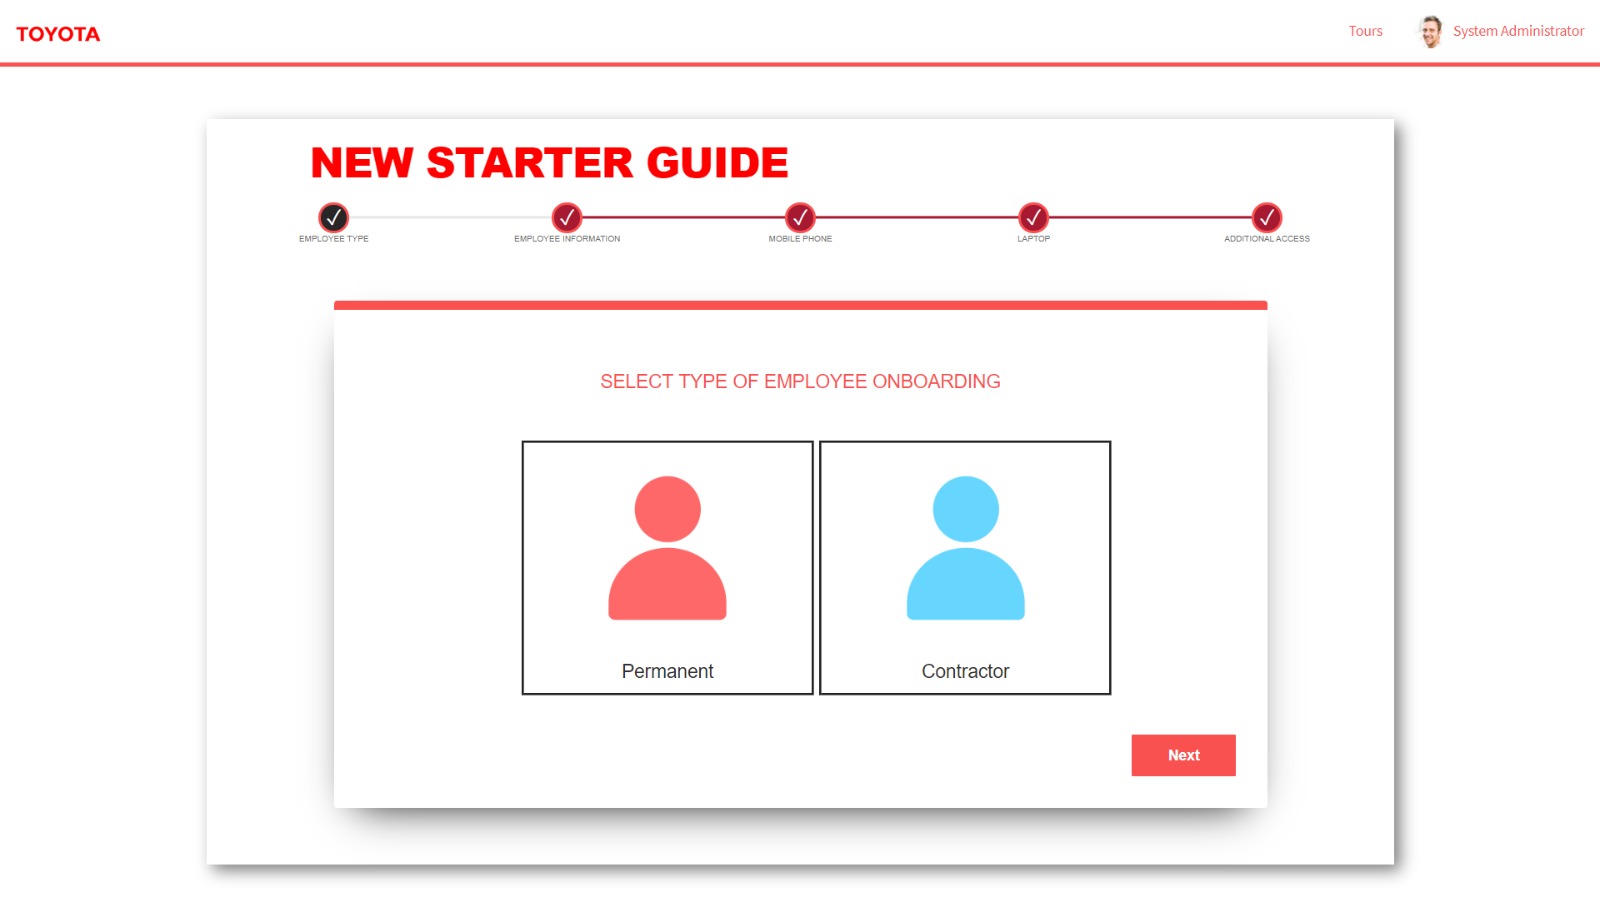 TOYOTA
Tours
System Administrator
NEW STARTER GUIDE
EMPLOYEE TYPE
EMPLOYEE INFORMATION
MOBILE PHONE
LAPTOP
ADDITIONAL ACCESS
SELECT TYPE OF EMPLOYEE ONBOARDING
Permanent
Contractor
Next